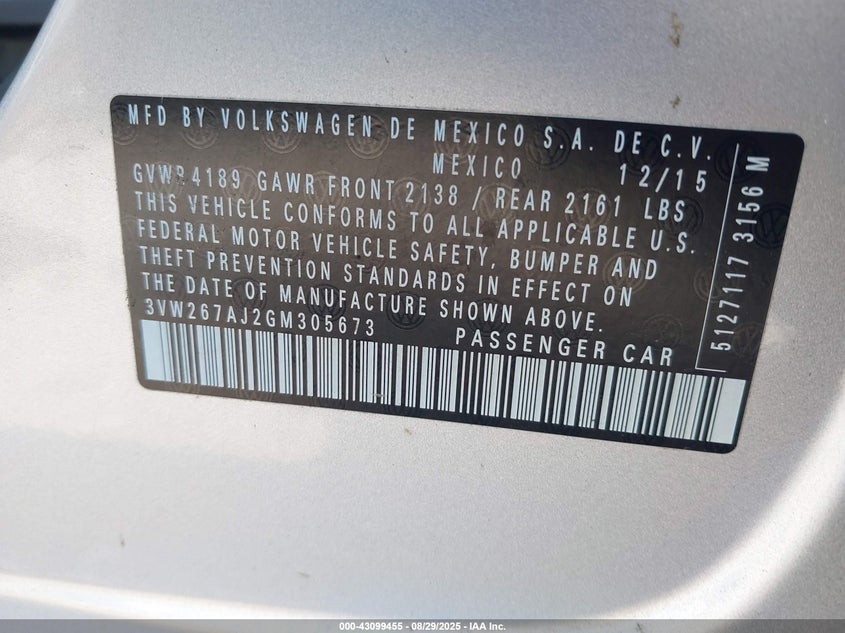 MFD BY VOLKSWAGEN DE MEXICO S.A. DE C.V.
MEXICO 12/15
GVWR 4189 GAWR FRONT 2138 / REAR 2161 LBS
THIS VEHICLE CONFORMS TO ALL APPLICABLE U.S.
FEDERAL MOTOR VEHICLE SAFETY, BUMPER AND
THEFT PREVENTION STANDARDS IN EFFECT ON
THE DATE OF MANUFACTURE SHOWN ABOVE.
3VW267AJ2GM305673 PASSENGER CAR
5127117 3156 M
000-43099455 - 08/29/2025 - IAA Inc.